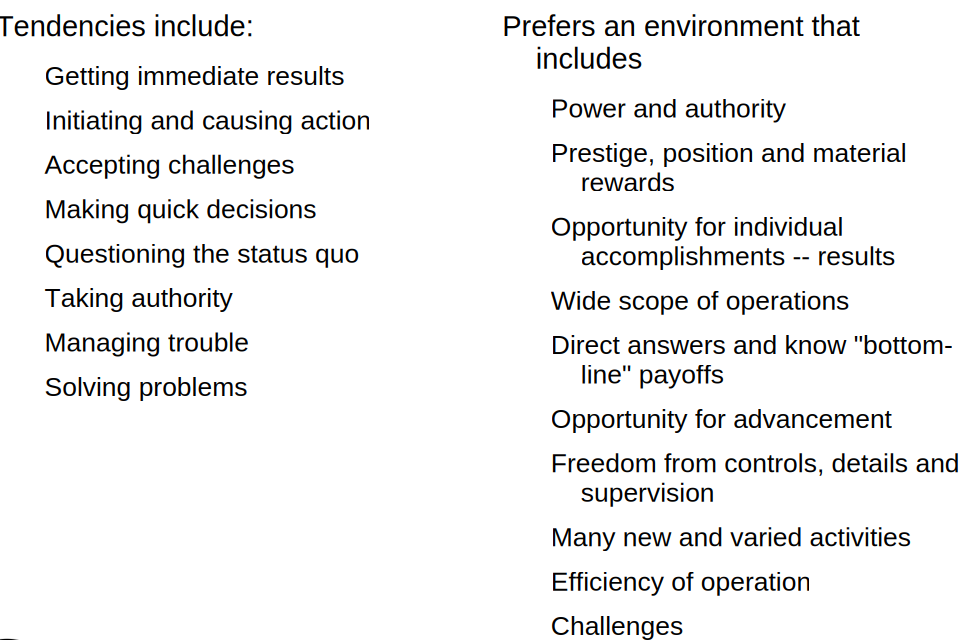 Tendencies include:
Getting immediate results
Initiating and causing action
Accepting challenges
Making quick decisions
Questioning the status quo
Taking authority
Managing trouble
Solving problems
Prefers an environment that
includes
Power and authority
Prestige, position and material
rewards
Opportunity for individual
accomplishments -- results
Wide scope of operations
Direct answers and know "bottom-
line" payoffs
Opportunity for advancement
Freedom from controls, details and
supervision
Many new and varied activities
Efficiency of operation
Challenges